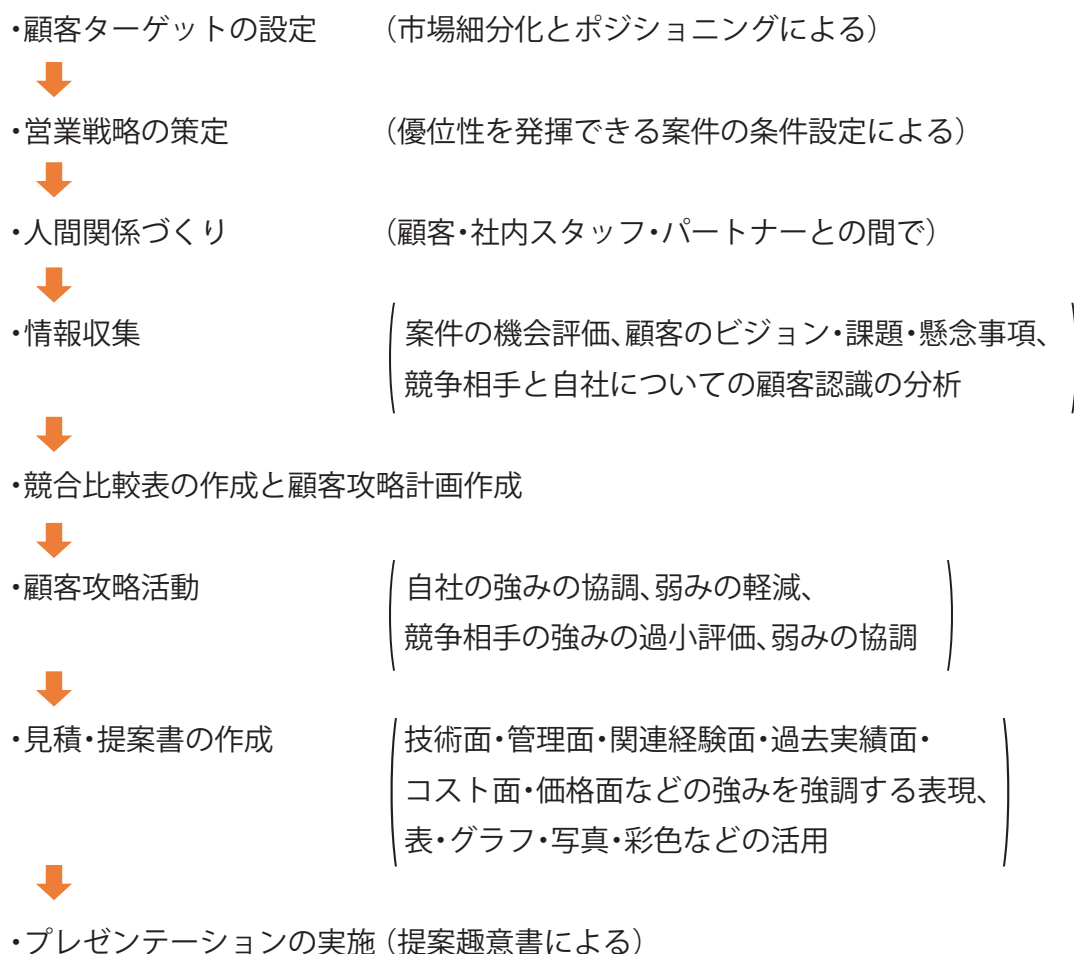 ・顧客ターゲットの設定 （市場細分化とポジショニングによる）
・営業戦略の策定 （優位性を発揮できる案件の条件設定による）
・人間関係づくり （顧客・社内スタッフ・パートナーとの間で）
・情報収集 （案件の機会評価、顧客のビジョン・課題・懸念事項、
競争相手と自社についての顧客認識の分析）
・競合比較表の作成と顧客攻略計画作成
・顧客攻略活動 （自社の強みの協調、弱みの軽減、
競争相手の強みの過小評価、弱みの協調）
・見積・提案書の作成 （技術面・管理面・関連経験面・過去実績面・
コスト面・価格面などの強みを強調する表現、
表・グラフ・写真・彩色などの活用）
・プレゼンテーションの実施（提案趣意書による）